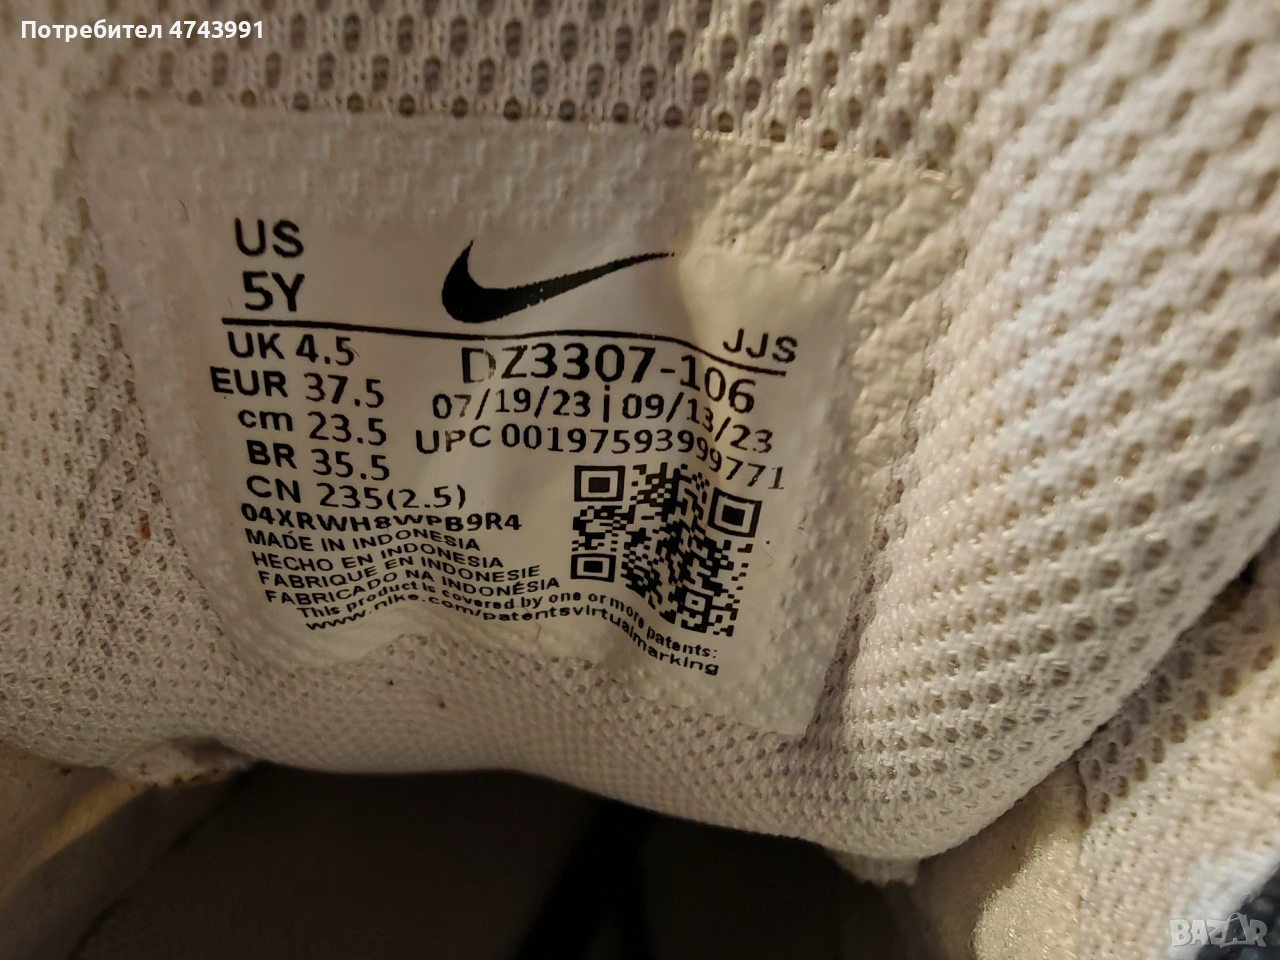 Потребител 4743991
US
5Y
JJS
UK 4.5
DZ3307-106
EUR 37.5
07/19/23 | 09/13/23
cm 23.5
UPC 00197593999771
BR 35.5
CN 235(2.5)
04XRWH8WPB9R4
MADE IN INDONESIA
HECHO EN INDONESIA
FABRIQUE EN INDONESIE
FABRICADO NA INDONÉSIA
This product is covered by one or more patents:
www.nike.com/patentsvirtualmarking
BAZAR